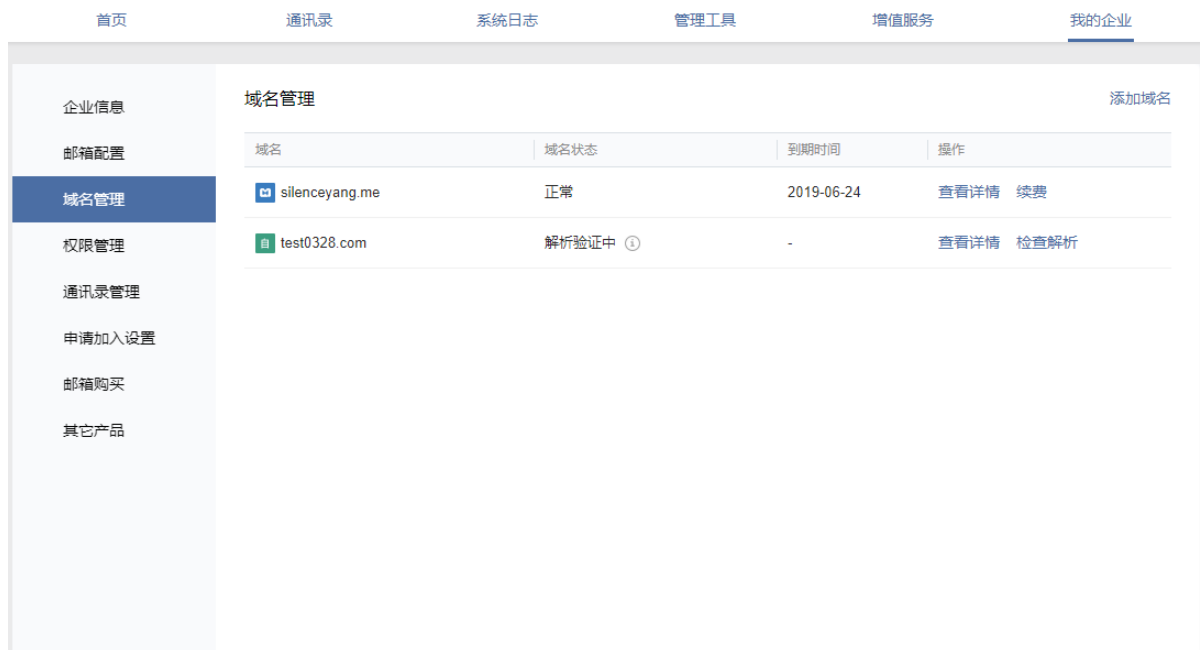 首页 通讯录 系统日志 管理工具 增值服务 我的企业
企业信息
邮箱配置
域名管理
权限管理
通讯录管理
申请加入设置
邮箱购买
其它产品
域名管理 添加域名
域名 域名状态 到期时间 操作
silenceyang.me 正常 2019-06-24 查看详情 续费
自 test0328.com 解析验证中 - 查看详情 检查解析